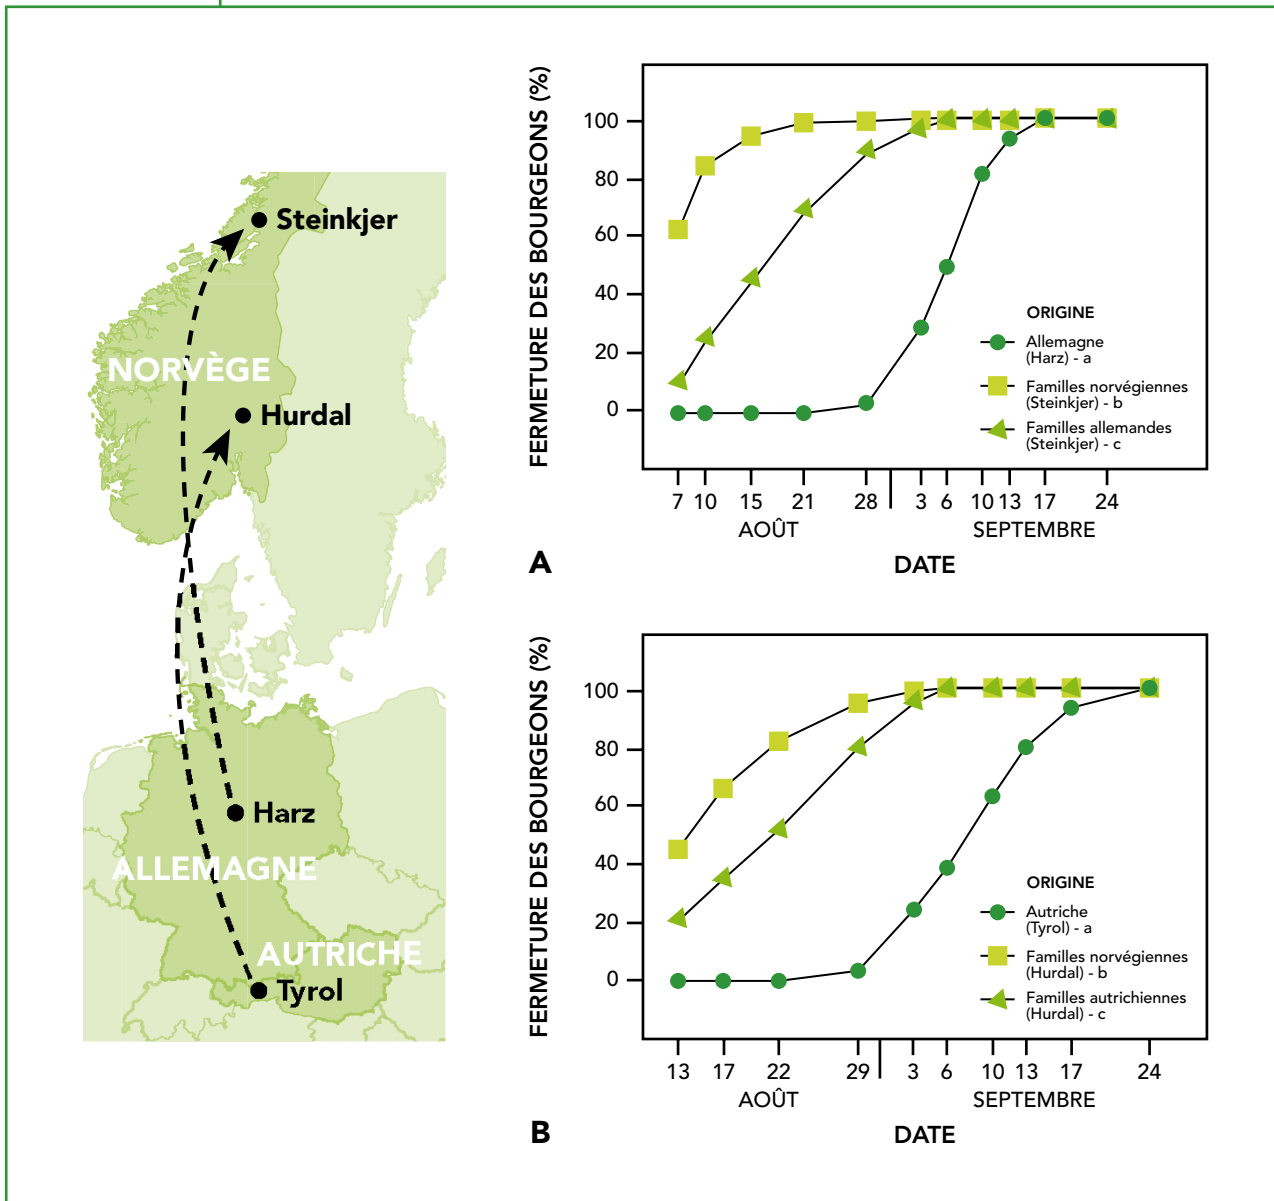 Steinkjer
NORVÈGE
Hurdal
Harz
ALLEMAGNE
AUTRICHE
Tyrol
FERMETURE DES BOURGEONS (%)
100
80
60
40
20
0
ORIGINE
Allemagne
(Harz) - a
Familles norvégiennes
(Steinkjer) - b
Familles allemandes
(Steinkjer) - c
7 10 15 21 28 3 6 10 13 17 24
AOÛT SEPTEMBRE
DATE
A
FERMETURE DES BOURGEONS (%)
100
80
60
40
20
0
ORIGINE
Autriche
(Tyrol) - a
Familles norvégiennes
(Hurdal) - b
Familles autrichiennes
(Hurdal) - c
13 17 22 29 3 6 10 13 17 24
AOÛT SEPTEMBRE
DATE
B